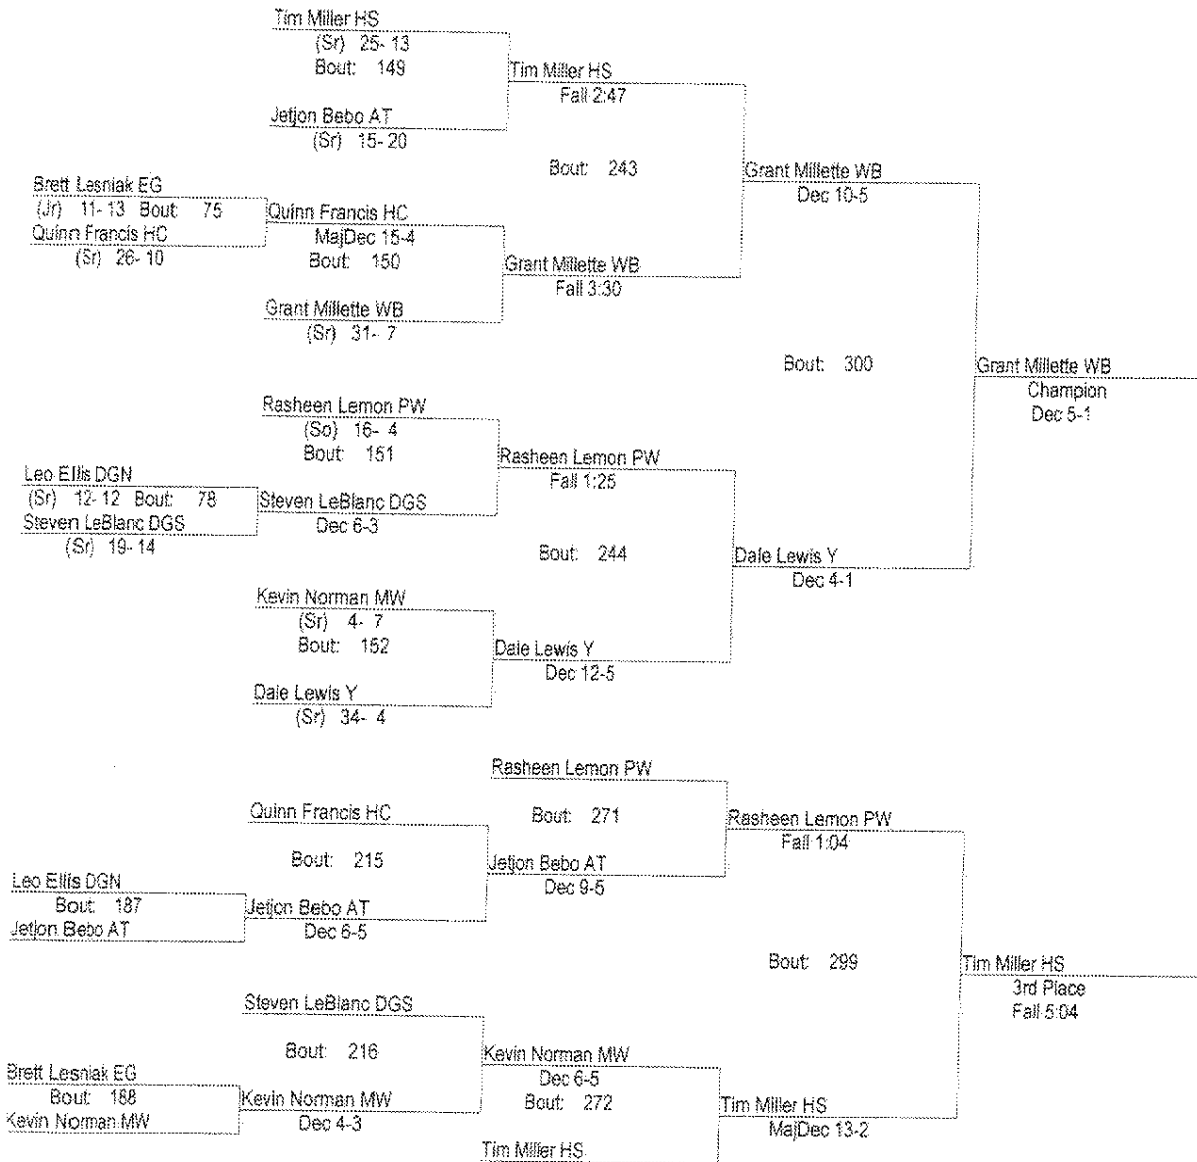 Tim Miller HS
(Sr) 25- 13
Bout: 149
Tim Miller HS
Fall 2:47
Jetjon Bebo AT
(Sr) 15- 20
Bout: 243
Grant Millette WB
Dec 10-5
Brett Lesniak EG
(Jr) 11- 13 Bout: 75
Quinn Francis HC
(Sr) 26- 10
Quinn Francis HC
MajDec 15-4
Bout: 150
Grant Millette WB
Fall 3:30
Grant Millette WB
(Sr) 31- 7
Bout: 300
Grant Millette WB
Champion
Dec 5-1
Rasheen Lemon PW
(So) 16- 4
Bout: 151
Rasheen Lemon PW
Fall 1:25
Leo Ellis DGN
(Sr) 12- 12 Bout: 78
Steven LeBlanc DGS
(Sr) 19- 14
Steven LeBlanc DGS
Dec 6-3
Bout: 244
Dale Lewis Y
Dec 4-1
Kevin Norman MW
(Sr) 4- 7
Bout: 152
Dale Lewis Y
Dec 12-5
Dale Lewis Y
(Sr) 34- 4
Rasheen Lemon PW
Quinn Francis HC
Bout: 271
Rasheen Lemon PW
Fall 1:04
Bout: 215
Jetjon Bebo AT
Dec 9-5
Leo Ellis DGN
Bout: 187
Jetjon Bebo AT
Jetjon Bebo AT
Dec 6-5
Bout: 299
Tim Miller HS
3rd Place
Fall 5:04
Steven LeBlanc DGS
Bout: 216
Kevin Norman MW
Dec 6-5
Bout: 272
Brett Lesniak EG
Bout: 188
Kevin Norman MW
Kevin Norman MW
Dec 4-3
Tim Miller HS
MajDec 13-2
Tim Miller HS